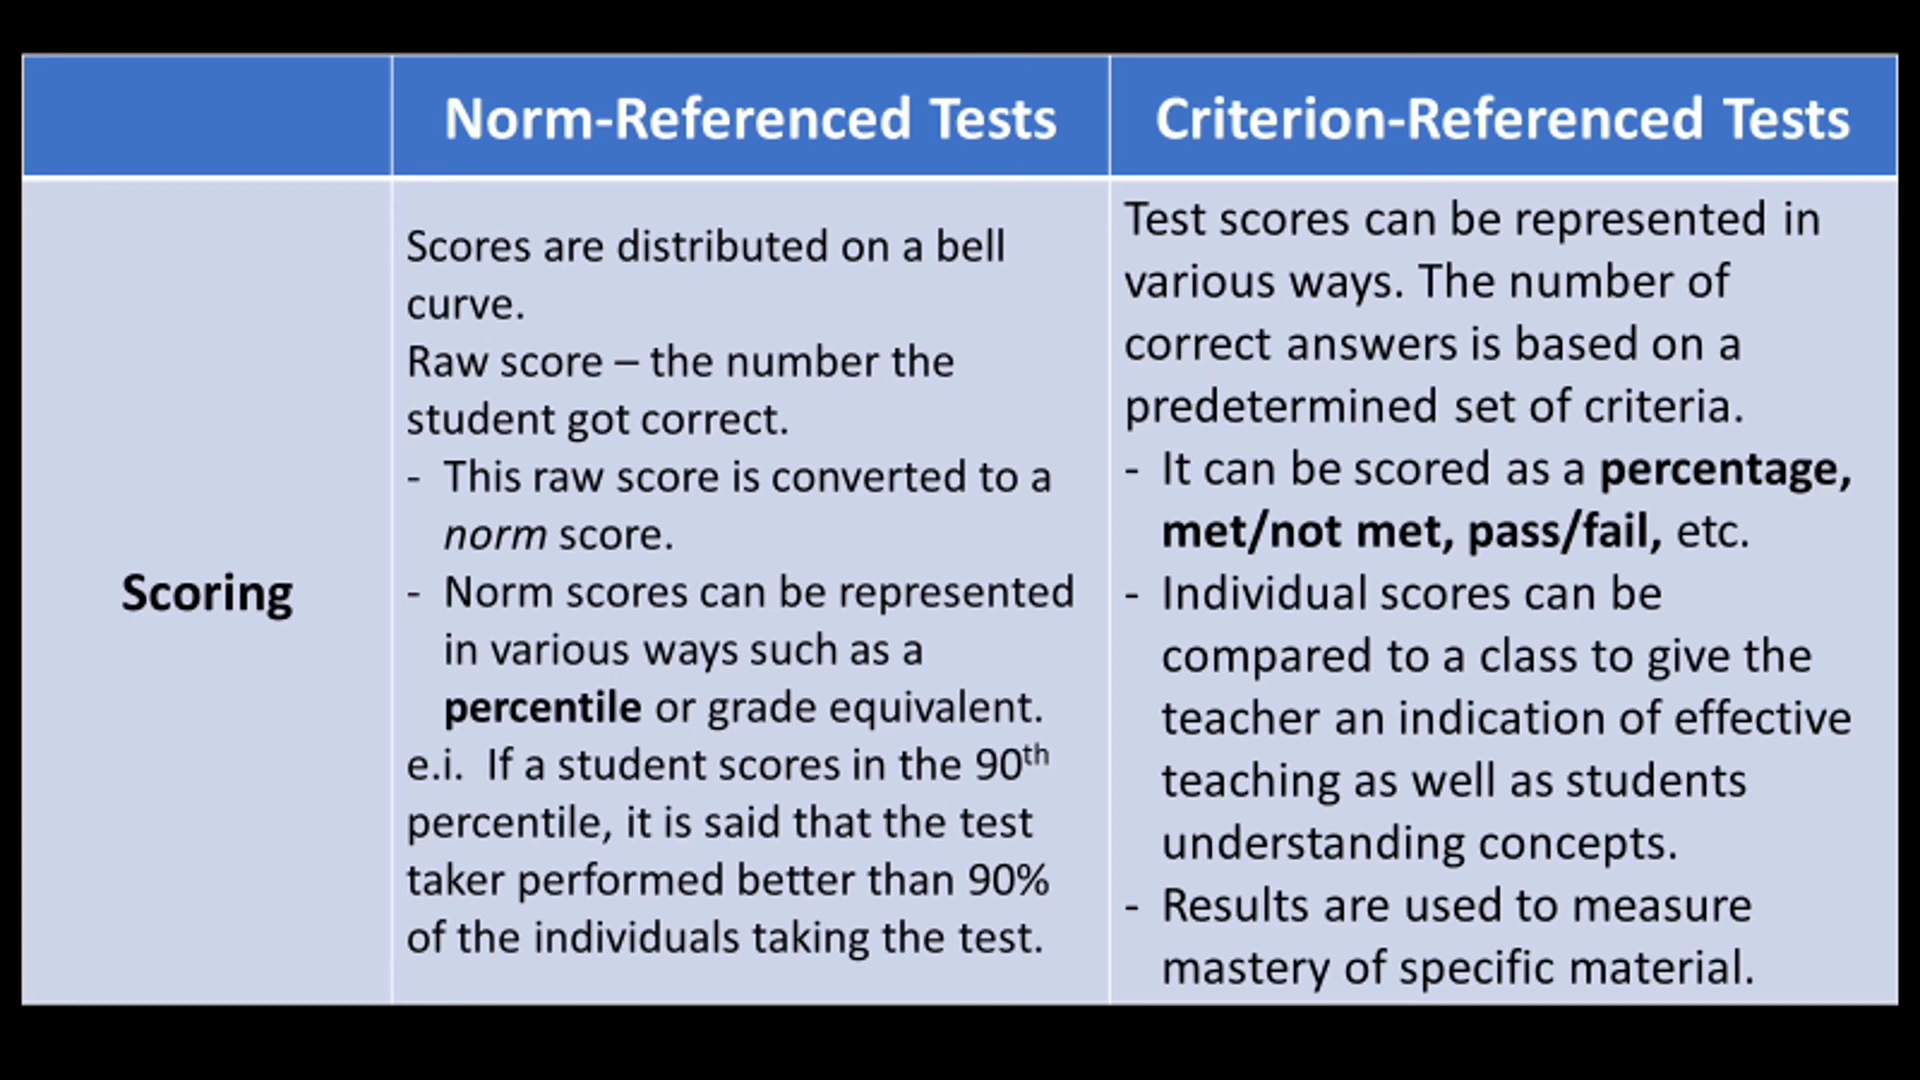 Norm-Referenced Tests
Criterion-Referenced Tests
Scoring
Scores are distributed on a bell
curve.
Raw score – the number the
student got correct.
- This raw score is converted to a
norm score.
- Norm scores can be represented
in various ways such as a
percentile or grade equivalent.
e.i. If a student scores in the 90th
percentile, it is said that the test
taker performed better than 90%
of the individuals taking the test.
Test scores can be represented in
various ways. The number of
correct answers is based on a
predetermined set of criteria.
- It can be scored as a percentage,
met/not met, pass/fail, etc.
- Individual scores can be
compared to a class to give the
teacher an indication of effective
teaching as well as students
understanding concepts.
- Results are used to measure
mastery of specific material.